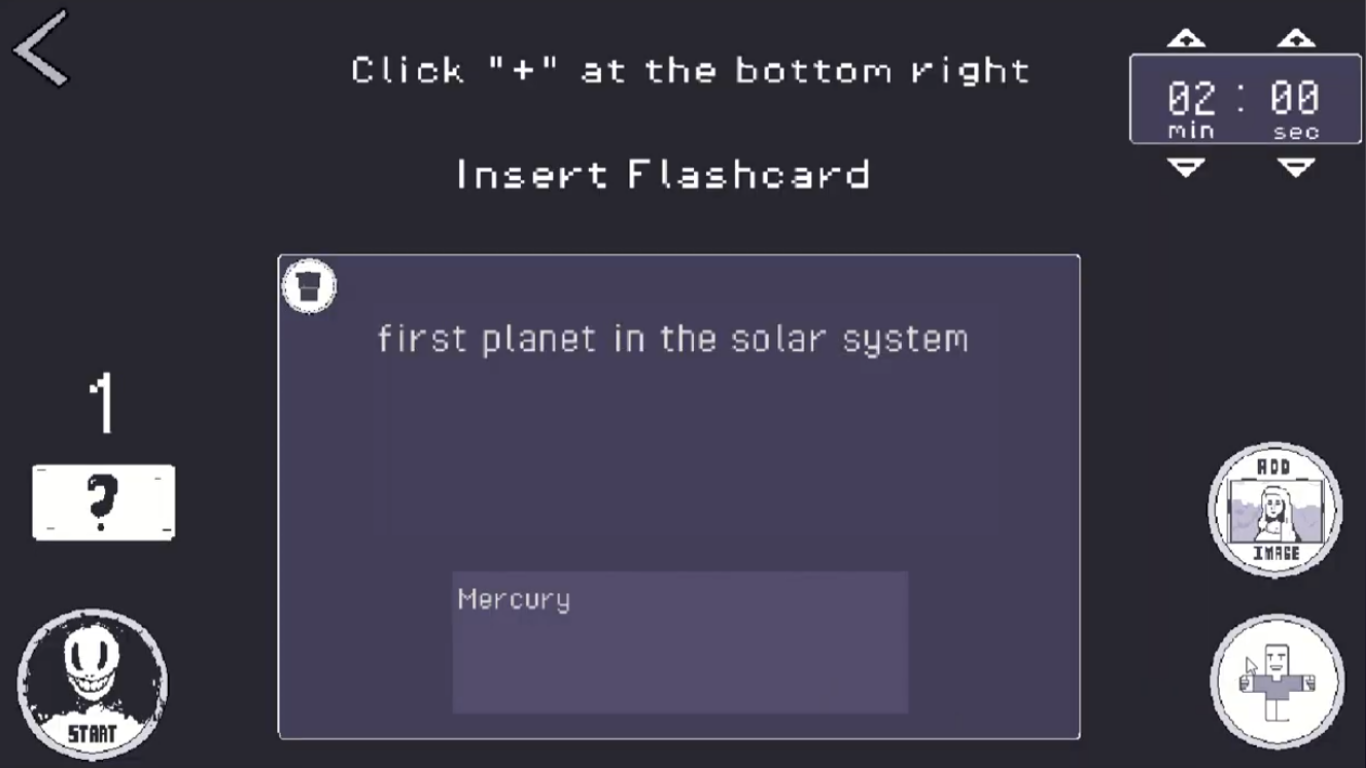 Click "+" at the bottom right
02 : 00
min sec
Insert Flashcard
first planet in the solar system
1
?
ADD
IMAGE
Mercury
START